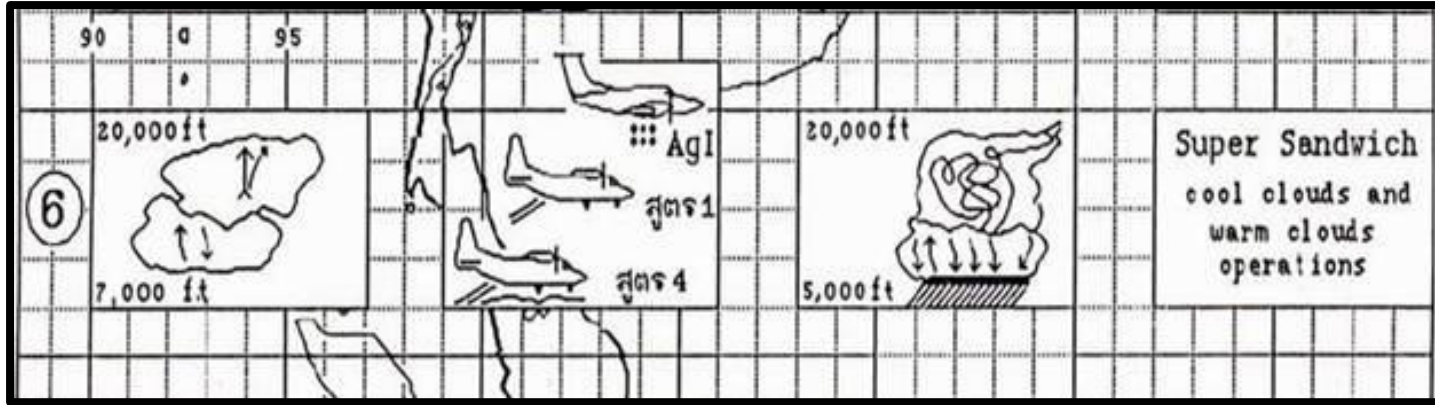 90 95
20,000ft
7,000 ft
6
AgI
สูตร1
สูตร4
20,000ft
5,000ft
Super Sandwich
cool clouds and
warm clouds
operations